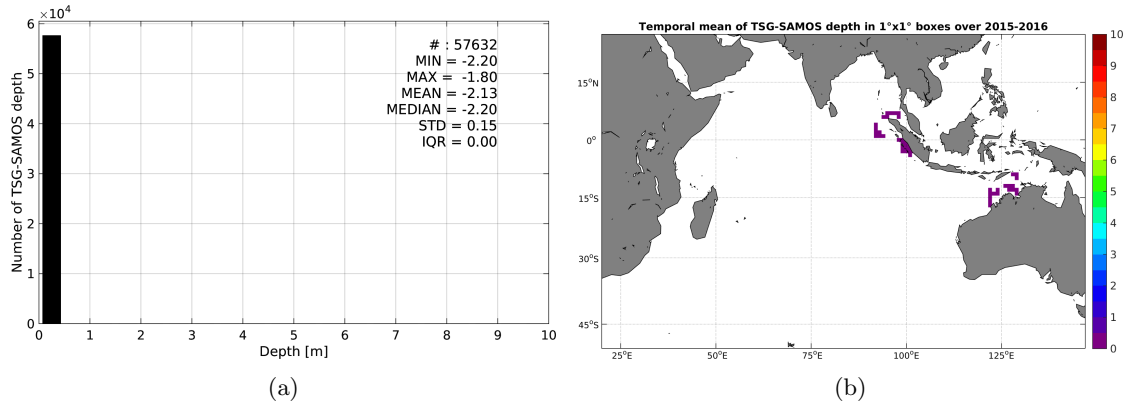 ×10⁴
6
5
4
3
2
1
0
Number of TSG-SAMOS depth
# : 57632
MIN = -2.20
MAX = -1.80
MEAN = -2.13
MEDIAN = -2.20
STD = 0.15
IQR = 0.00
0 1 2 3 4 5 6 7 8 9 10
Depth [m]
(a)
Temporal mean of TSG-SAMOS depth in 1°x1° boxes over 2015-2016
15°N
0°
15°S
30°S
45°S
25°E 50°E 75°E 100°E 125°E
10
9
8
7
6
5
4
3
2
1
0
(b)